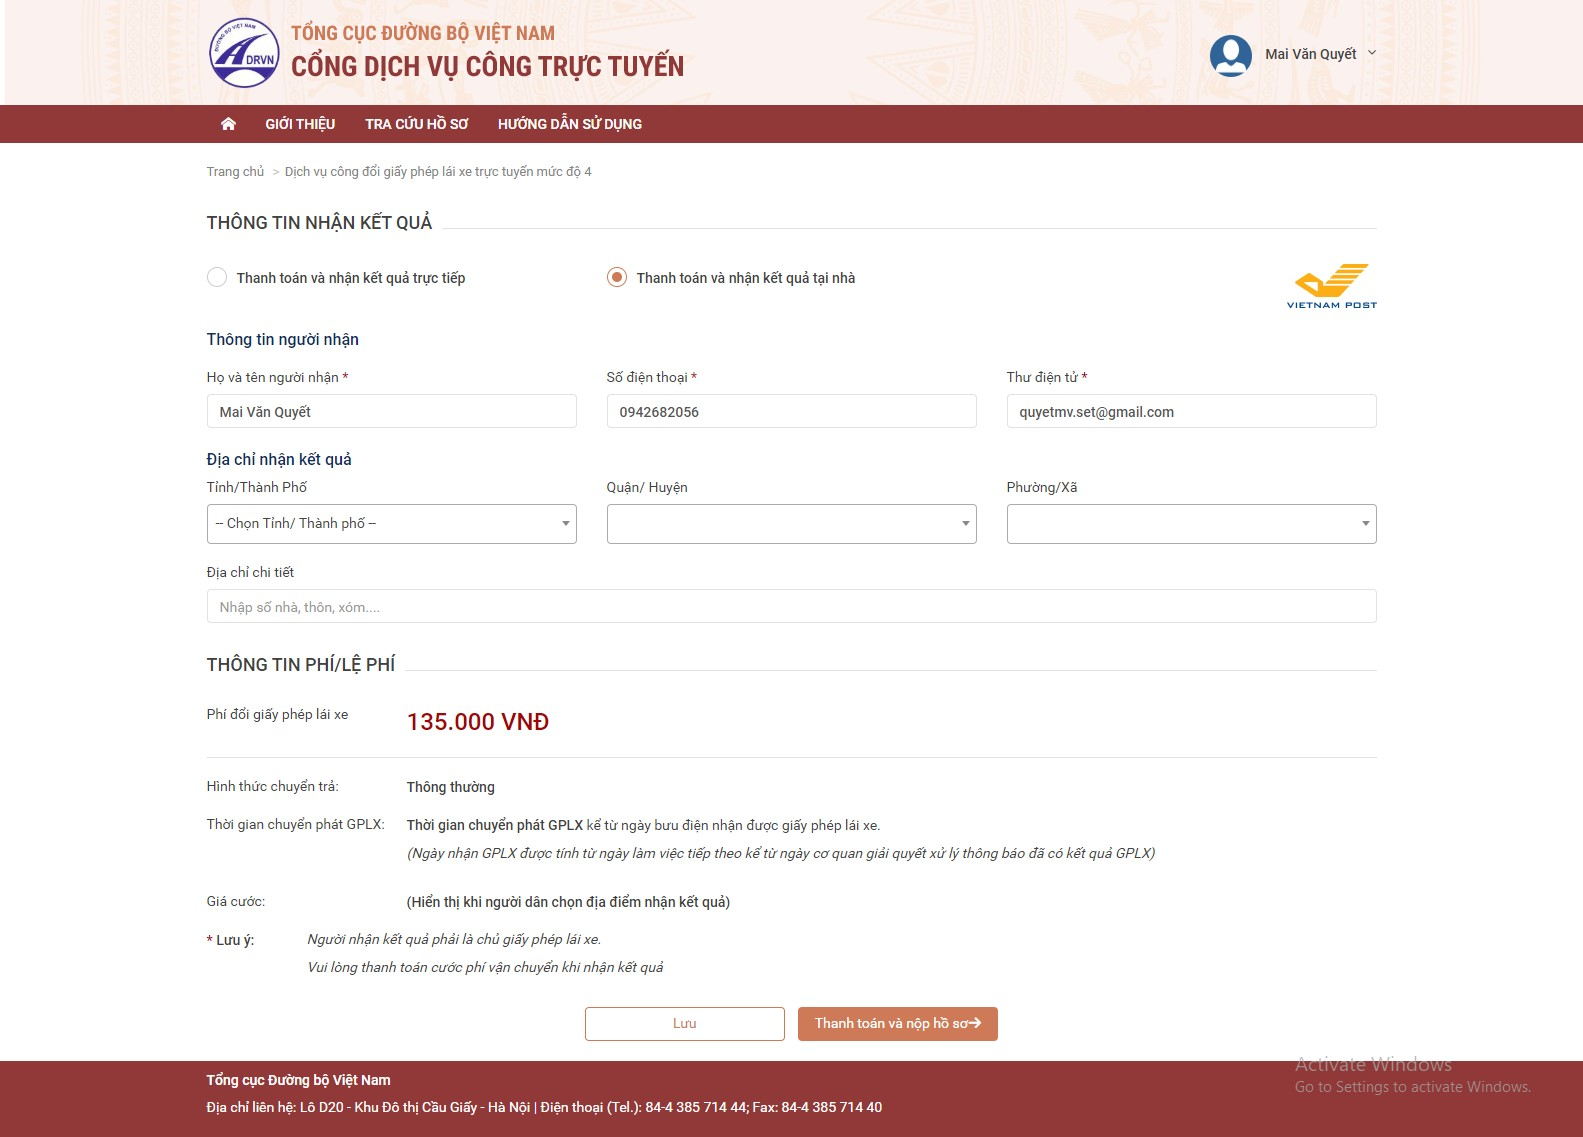 TỔNG CỤC ĐƯỜNG BỘ VIỆT NAM
CỔNG DỊCH VỤ CÔNG TRỰC TUYẾN
ĐƯỜNG BỘ VIỆT NAM
DRVN
Mai Văn Quyết
GIỚI THIỆU TRA CỨU HỒ SƠ HƯỚNG DẪN SỬ DỤNG
Trang chủ > Dịch vụ công đổi giấy phép lái xe trực tuyến mức độ 4
THÔNG TIN NHẬN KẾT QUẢ
Thanh toán và nhận kết quả trực tiếp Thanh toán và nhận kết quả tại nhà
VIETNAM POST
Thông tin người nhận
Họ và tên người nhận * Số điện thoại * Thư điện tử *
Mai Văn Quyết 0942682056 quyetmv.set@gmail.com
Địa chỉ nhận kết quả
Tỉnh/Thành Phố Quận/ Huyện Phường/Xã
-- Chọn Tỉnh/ Thành phố --
Địa chỉ chi tiết
Nhập số nhà, thôn, xóm....
THÔNG TIN PHÍ/LỆ PHÍ
Phí đổi giấy phép lái xe 135.000 VNĐ
Hình thức chuyển trả: Thông thường
Thời gian chuyển phát GPLX: Thời gian chuyển phát GPLX kể từ ngày bưu điện nhận được giấy phép lái xe.
(Ngày nhận GPLX được tính từ ngày làm việc tiếp theo kể từ ngày cơ quan giải quyết xử lý thông báo đã có kết quả GPLX)
Giá cước: (Hiển thị khi người dân chọn địa điểm nhận kết quả)
* Lưu ý: Người nhận kết quả phải là chủ giấy phép lái xe.
Vui lòng thanh toán cước phí vận chuyển khi nhận kết quả
Lưu Thanh toán và nộp hồ sơ→
Activate Windows
Go to Settings to activate Windows.
Tổng cục Đường bộ Việt Nam
Địa chỉ liên hệ: Lô D20 - Khu Đô thị Cầu Giấy - Hà Nội | Điện thoại (Tel.): 84-4 385 714 44; Fax: 84-4 385 714 40